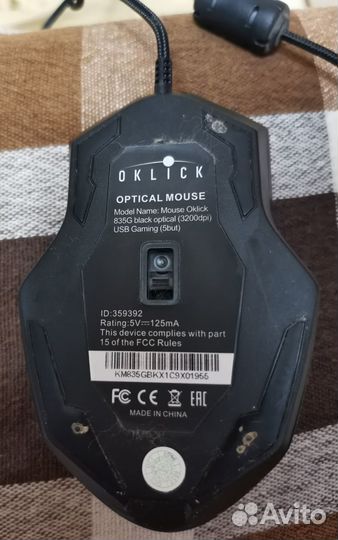 OKLICK
OPTICAL MOUSE
Model Name: Mouse Oklick
835G black optical (3200dpi)
USB Gaming (5but)
ID:359392
Rating:5V⎓125mA
This device complies with part
15 of the FCC Rules
KM835GBKX1C9X01956
FC CE EAC
MADE IN CHINA
Avito